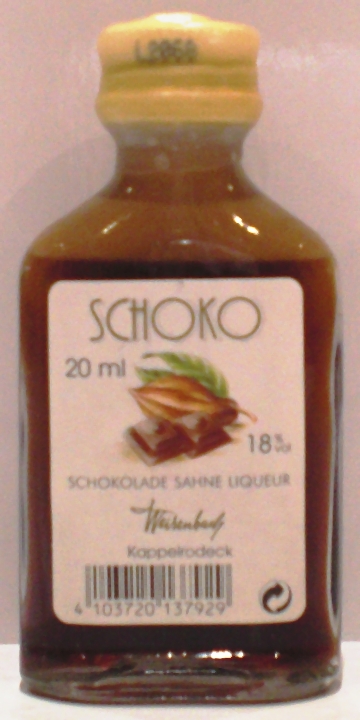 L2060
SCHOKO
20 ml
18 % vol
SCHOKOLADE SAHNE LIQUEUR
Weisenbach
Kappelrodeck
4 103720 137929